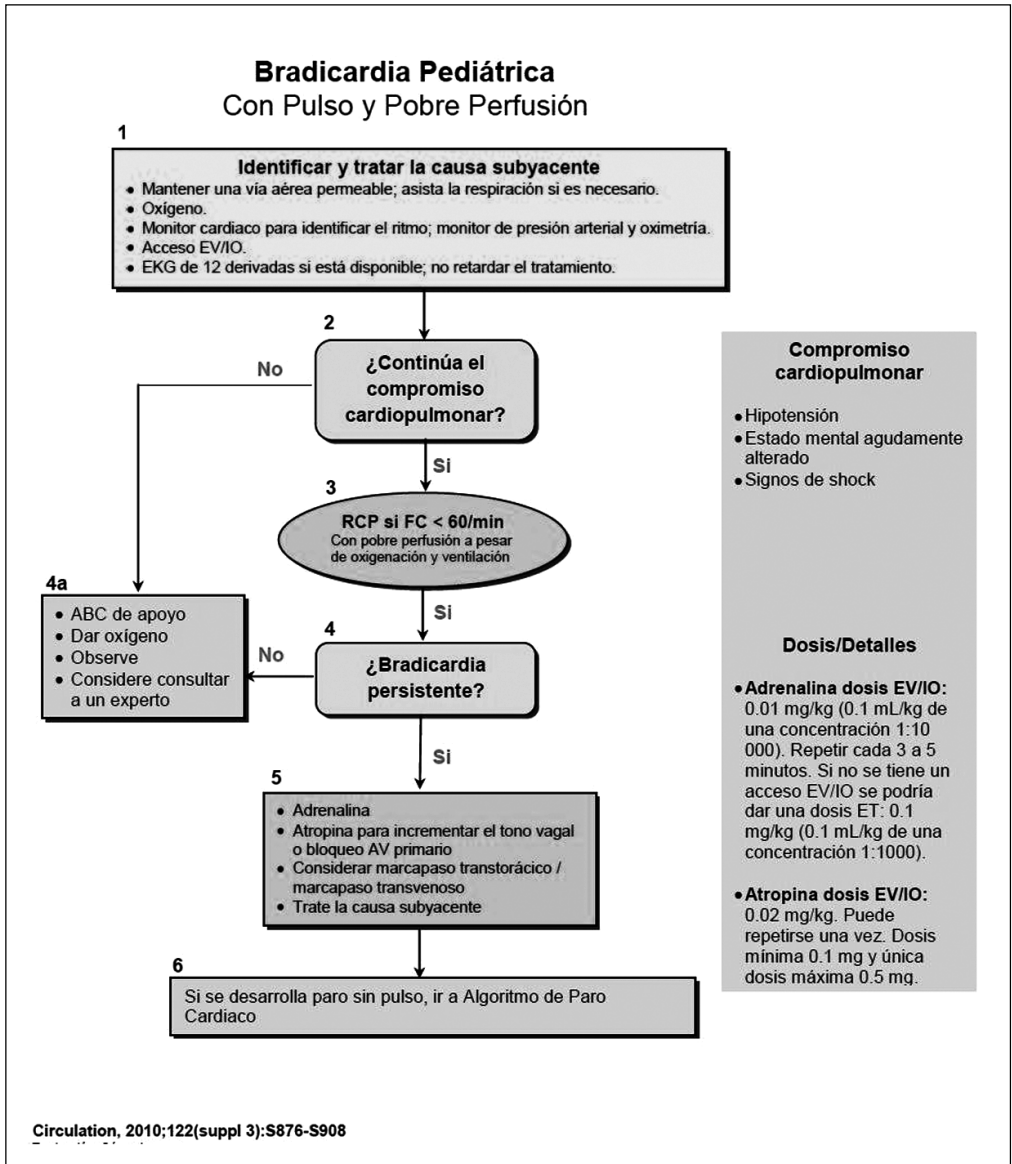 Bradicardia Pediátrica
Con Pulso y Pobre Perfusión
1
Identificar y tratar la causa subyacente
• Mantener una vía aérea permeable; asista la respiración si es necesario.
• Oxígeno.
• Monitor cardiaco para identificar el ritmo; monitor de presión arterial y oximetría.
• Acceso EV/IO.
• EKG de 12 derivadas si está disponible; no retardar el tratamiento.
2
¿Continúa el
compromiso
cardiopulmonar?
No
Si
3
RCP si FC < 60/min
Con pobre perfusión a pesar
de oxigenación y ventilación
Si
4a
• ABC de apoyo
• Dar oxígeno
• Observe
• Considere consultar
a un experto
4
¿Bradicardia
persistente?
No
Si
5
• Adrenalina
• Atropina para incrementar el tono vagal
o bloqueo AV primario
• Considerar marcapaso transtorácico /
marcapaso transvenoso
• Trate la causa subyacente
6
Si se desarrolla paro sin pulso, ir a Algoritmo de Paro
Cardiaco
Compromiso
cardiopulmonar
• Hipotensión
• Estado mental agudamente
alterado
• Signos de shock
Dosis/Detalles
• Adrenalina dosis EV/IO:
0.01 mg/kg (0.1 mL/kg de
una concentración 1:10
000). Repetir cada 3 a 5
minutos. Si no se tiene un
acceso EV/IO se podría
dar una dosis ET: 0.1
mg/kg (0.1 mL/kg de una
concentración 1:1000).
• Atropina dosis EV/IO:
0.02 mg/kg. Puede
repetirse una vez. Dosis
mínima 0.1 mg y única
dosis máxima 0.5 mg.
Circulation, 2010;122(suppl 3):S876-S908